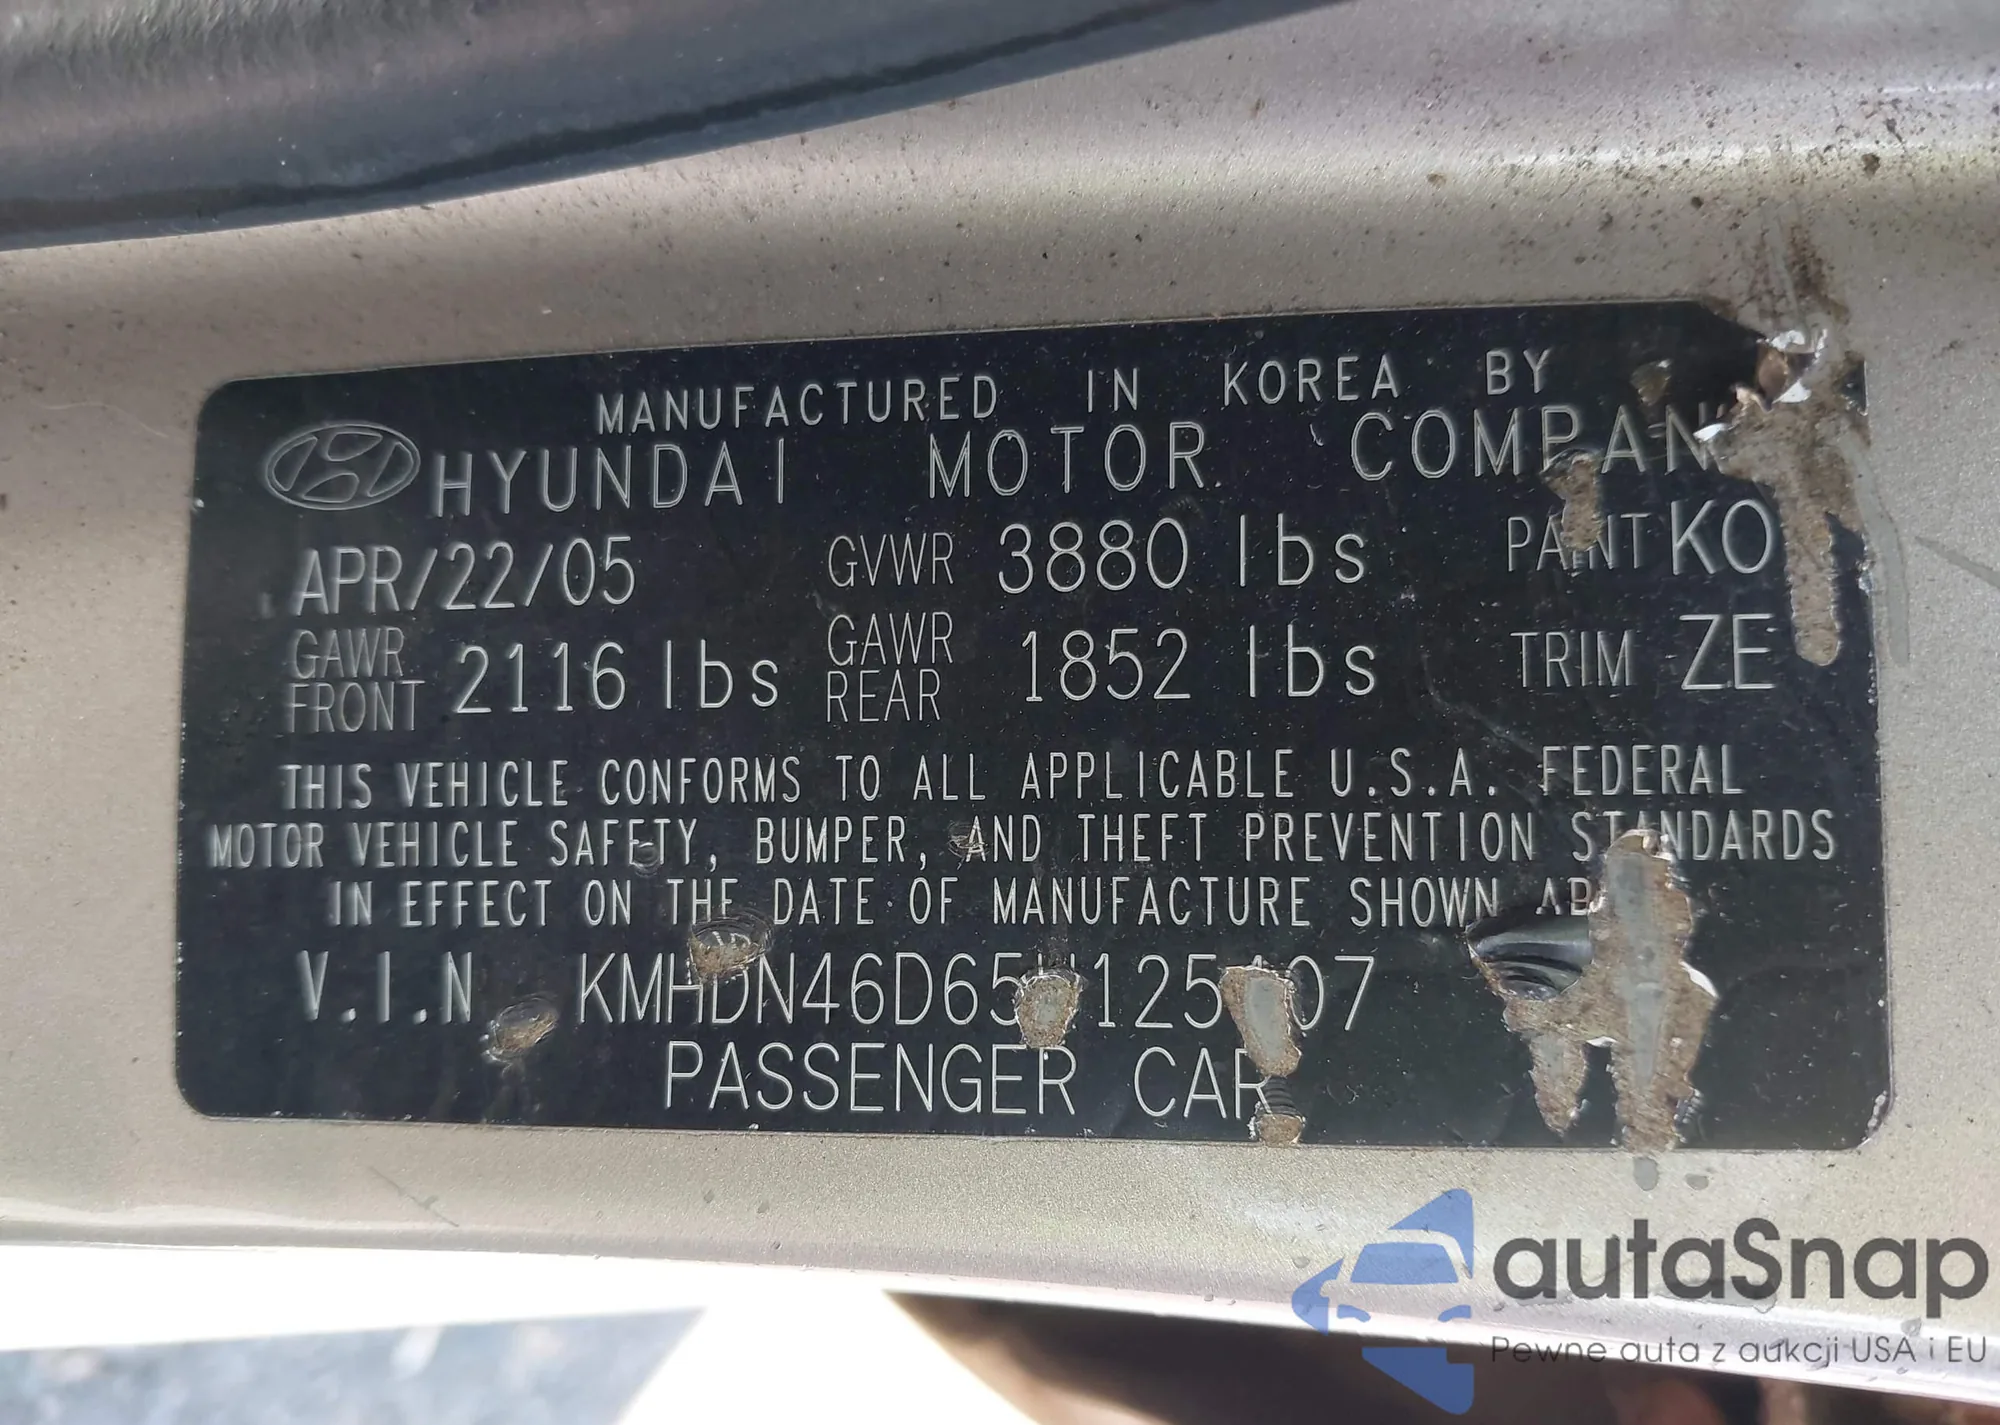 MANUFACTURED IN KOREA BY
HYUNDAI MOTOR COMPAN
APR/22/05 GVWR 3880 lbs PAINT KO
GAWR FRONT 2116 lbs GAWR REAR 1852 lbs TRIM ZE
THIS VEHICLE CONFORMS TO ALL APPLICABLE U.S.A. FEDERAL
MOTOR VEHICLE SAFETY, BUMPER, AND THEFT PREVENTION STANDARDS
IN EFFECT ON THE DATE OF MANUFACTURE SHOWN
V.I.N
PASSENGER CAR
autaSnap
Pewne auta z aukcji USA i EU